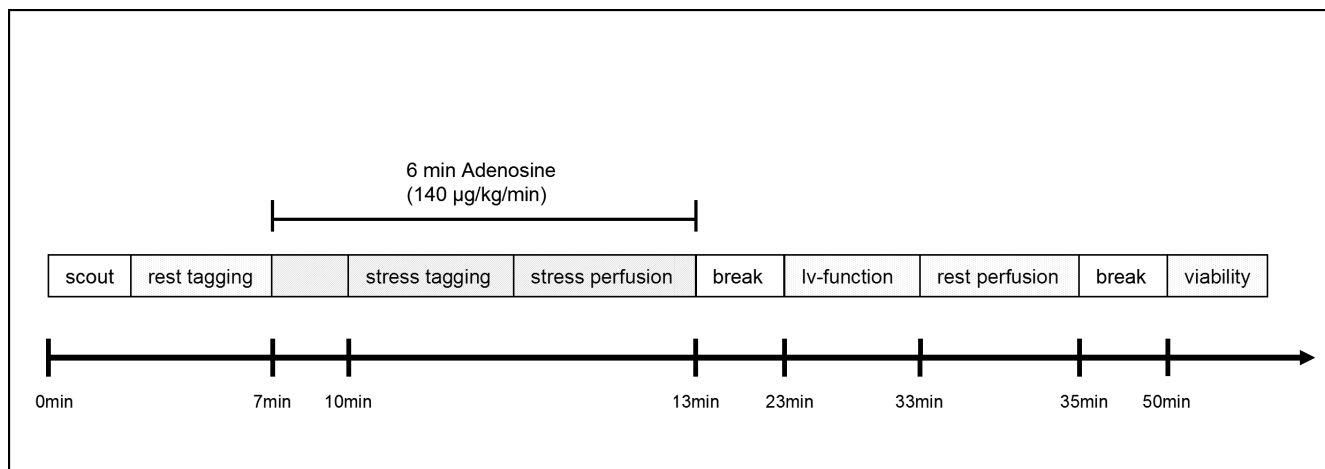 6 min Adenosine
(140 µg/kg/min)
scout rest tagging stress tagging stress perfusion break lv-function rest perfusion break viability
0min 7min 10min 13min 23min 33min 35min 50min